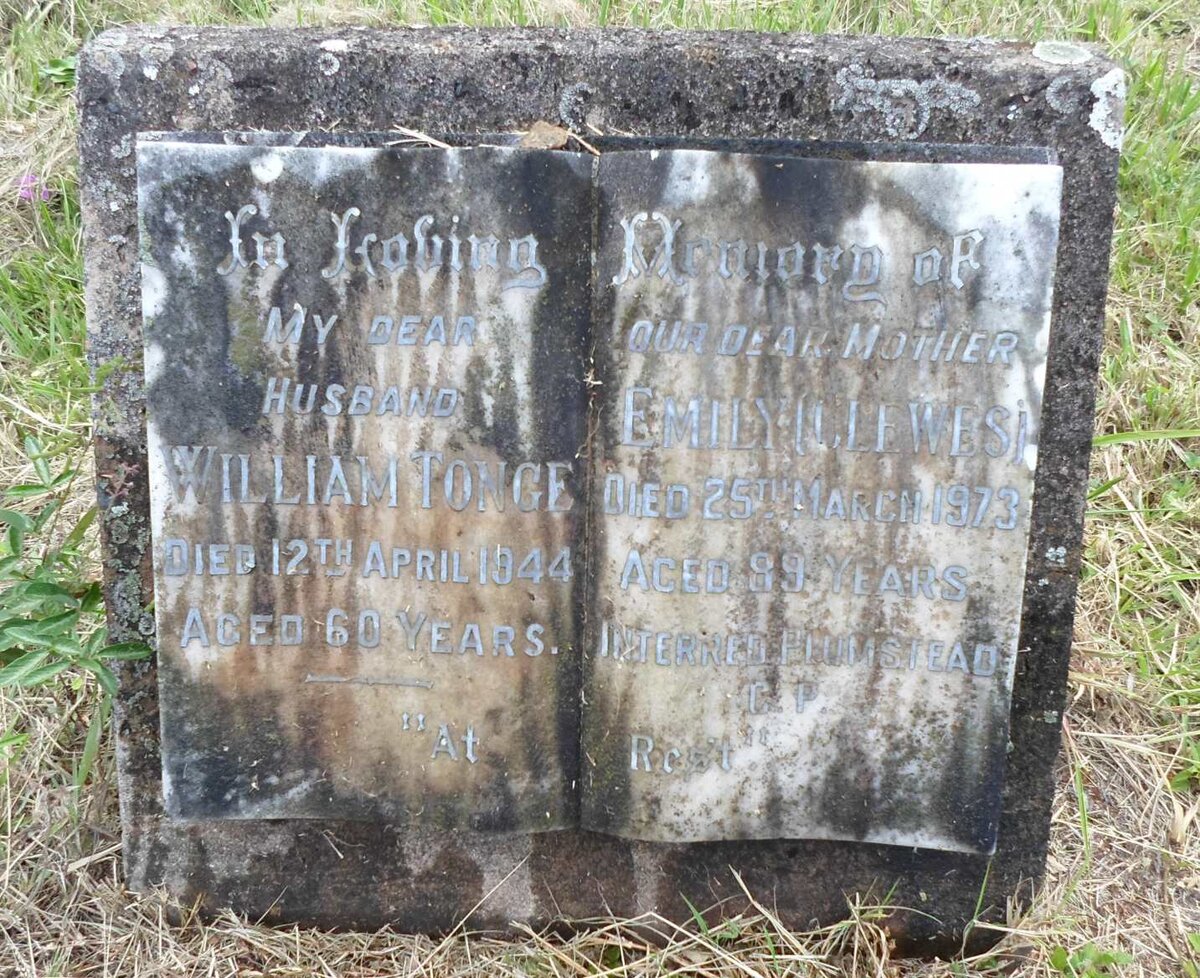 In Loving Memory of
MY DEAR
HUSBAND
WILLIAM TONGE
DIED 12TH APRIL 1944
AGED 60 YEARS.
OUR DEAR MOTHER
EMILY (CLEWES)
DIED 25TH MARCH 1973
AGED 89 YEARS
INTERRED PLUMSTEAD
C.P.
"At Rest"